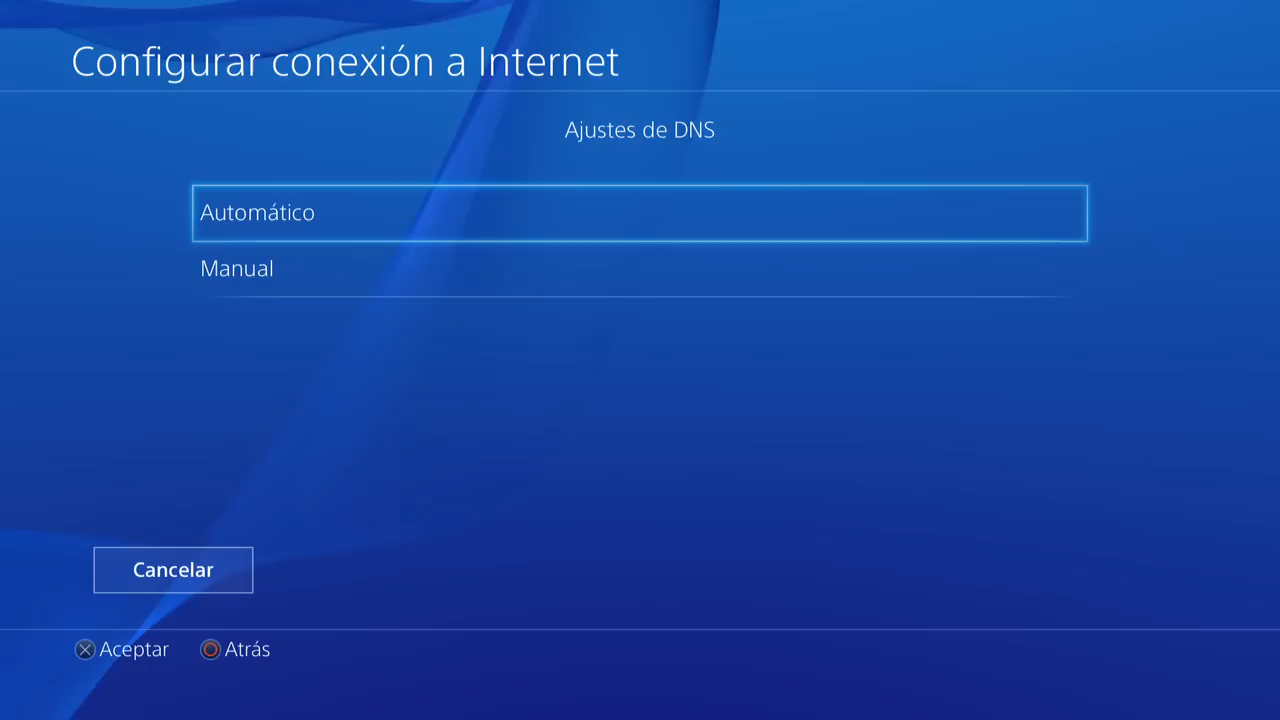 Configurar conexión a Internet
Ajustes de DNS
Automático
Manual
Cancelar
Aceptar Atrás